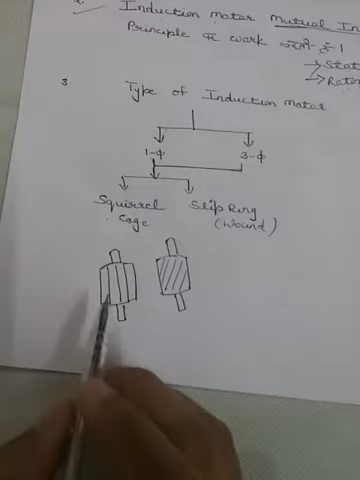 Induction motor Mutual In
Principle पर work करती है।
→ Stat
→ Rotor
3 Type of Induction motor
1-Φ 3-Φ
Squirrel Cage
Slip Ring (Wound)